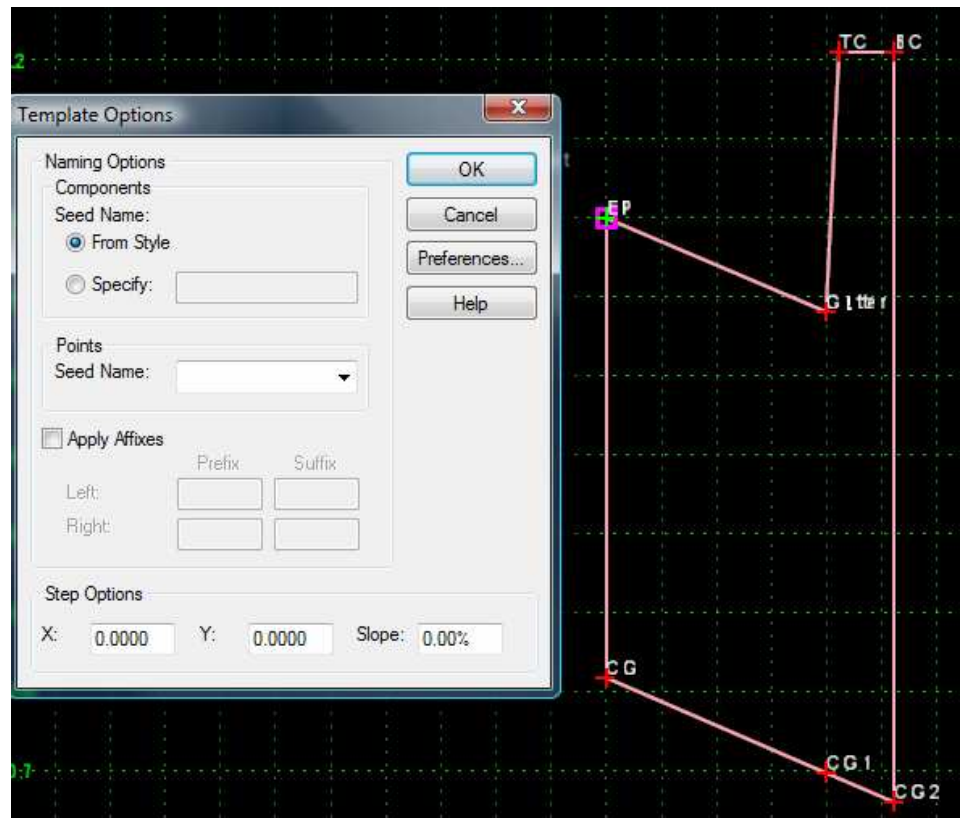 Template Options
Naming Options
Components
Seed Name:
From Style
Specify:
Points
Seed Name:
Apply Affixes
Prefix Suffix
Left:
Right:
Step Options
X: 0.0000 Y: 0.0000 Slope: 0.00%
OK
Cancel
Preferences...
Help
TC
EP
CG
CG1
CG2